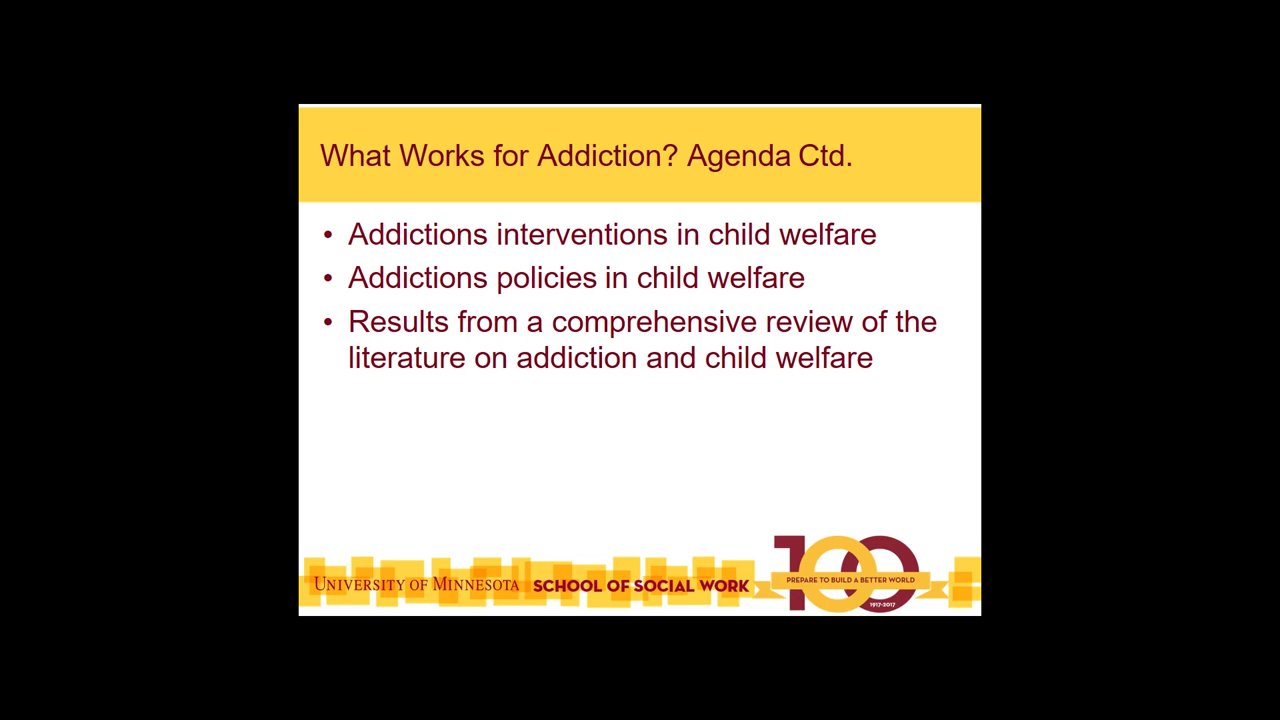 What Works for Addiction? Agenda Ctd.
• Addictions interventions in child welfare
• Addictions policies in child welfare
• Results from a comprehensive review of the
literature on addiction and child welfare
UNIVERSITY OF MINNESOTA SCHOOL OF SOCIAL WORK
100
PREPARE TO BUILD A BETTER WORLD
1917-2017